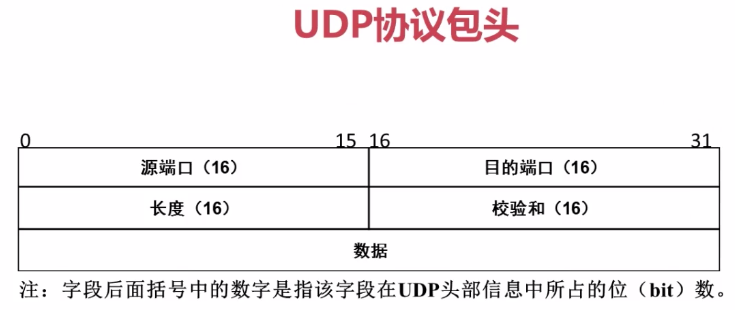 UDP协议包头
0 15 16 31
源端口（16） 目的端口（16）
长度（16） 校验和（16）
数据
注：字段后面括号中的数字是指该字段在UDP头部信息中所占的位（bit）数。